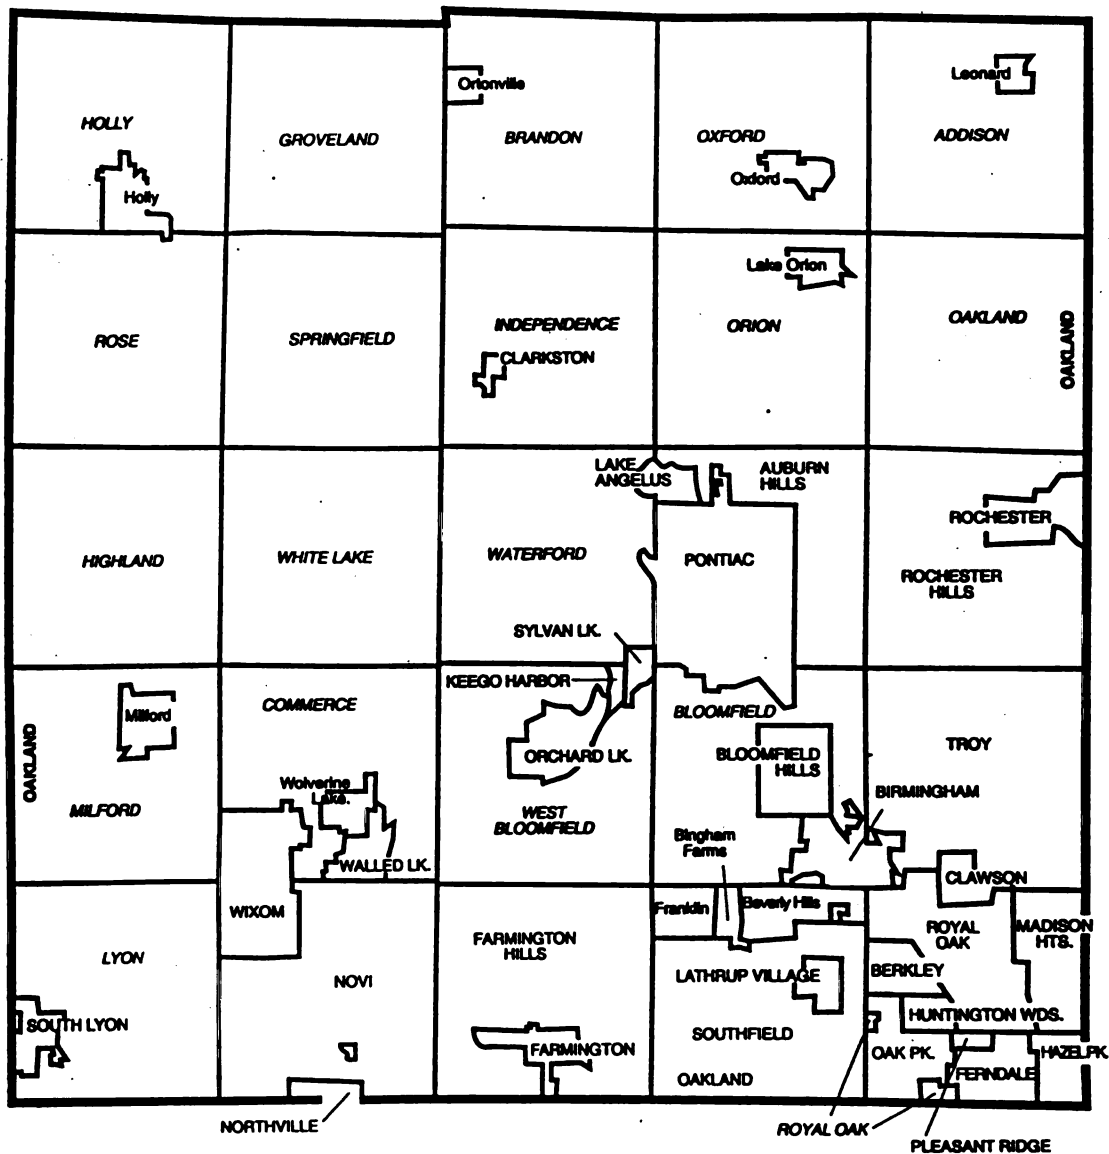 Ortonville
Leonard
HOLLY
GROVELAND
BRANDON
OXFORD
ADDISON
Oxford
Holly
Lake Orion
ROSE
SPRINGFIELD
INDEPENDENCE
CLARKSTON
ORION
OAKLAND
OAKLAND
LAKE
ANGELUS
AUBURN
HILLS
ROCHESTER
HIGHLAND
WHITE LAKE
WATERFORD
PONTIAC
ROCHESTER
HILLS
SYLVAN LK.
KEEGO HARBOR
COMMERCE
BLOOMFIELD
Milford
OAKLAND
ORCHARD LK.
BLOOMFIELD
HILLS
TROY
Wolverine
Lake.
BIRMINGHAM
MILFORD
WEST
BLOOMFIELD
Bingham
Farms
WALLED LK.
CLAWSON
WIXOM
Franklin
Beverly Hills
ROYAL
OAK
MADISON
HTS.
LYON
FARMINGTON
HILLS
NOVI
LATHRUP VILLAGE
BERKLEY
SOUTH LYON
HUNTINGTON WDS.
SOUTHFIELD
FARMINGTON
OAK PK.
HAZEL PK.
OAKLAND
FERNDALE
NORTHVILLE
ROYAL OAK
PLEASANT RIDGE